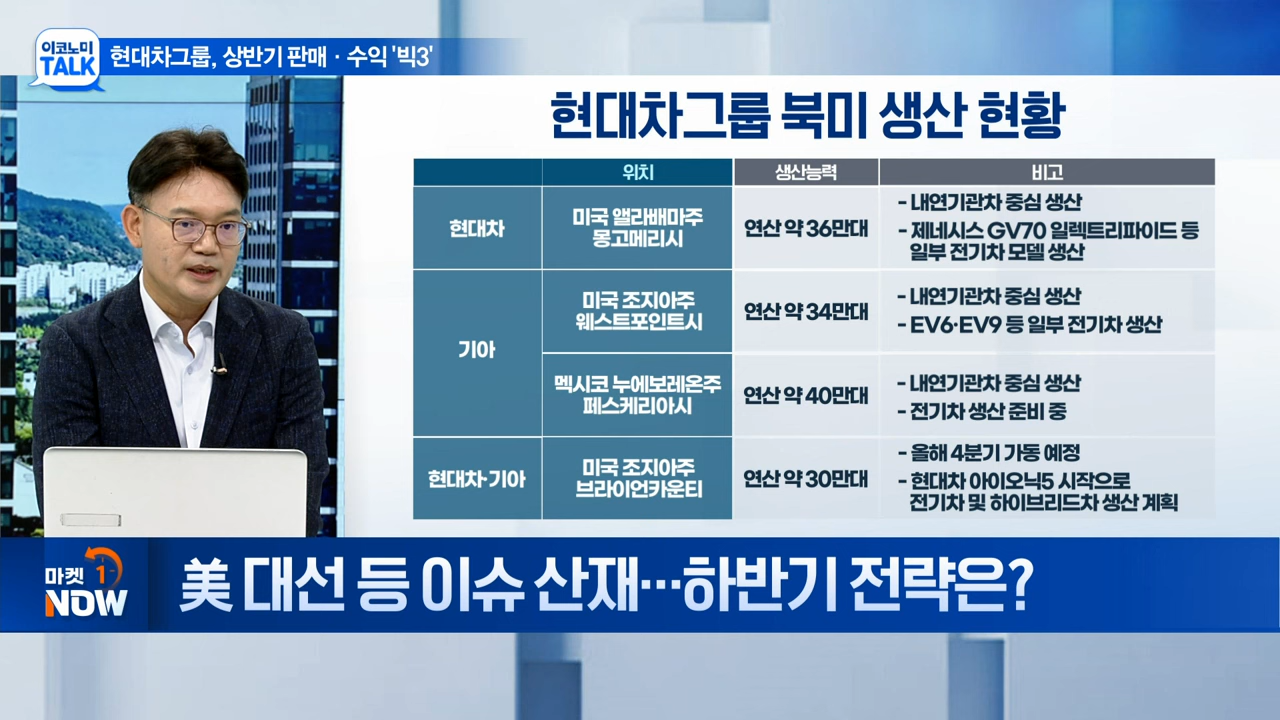 이코노미
TALK
현대차그룹, 상반기 판매 · 수익 '빅3'
현대차그룹 북미 생산 현황
위치
생산능력
비고
현대차
미국 앨라배마주
몽고메리시
연산 약 36만대
- 내연기관차 중심 생산
- 제네시스 GV70 일렉트리파이드 등
일부 전기차 모델 생산
기아
미국 조지아주
웨스트포인트시
연산 약 34만대
- 내연기관차 중심 생산
- EV6·EV9 등 일부 전기차 생산
멕시코 누에보레온주
페스케리아시
연산 약 40만대
- 내연기관차 중심 생산
- 전기차 생산 준비 중
현대차·기아
미국 조지아주
브라이언카운티
연산 약 30만대
- 올해 4분기 가동 예정
- 현대차 아이오닉5 시작으로
전기차 및 하이브리드차 생산 계획
마켓 1
NOW
美 대선 등 이슈 산재…하반기 전략은?